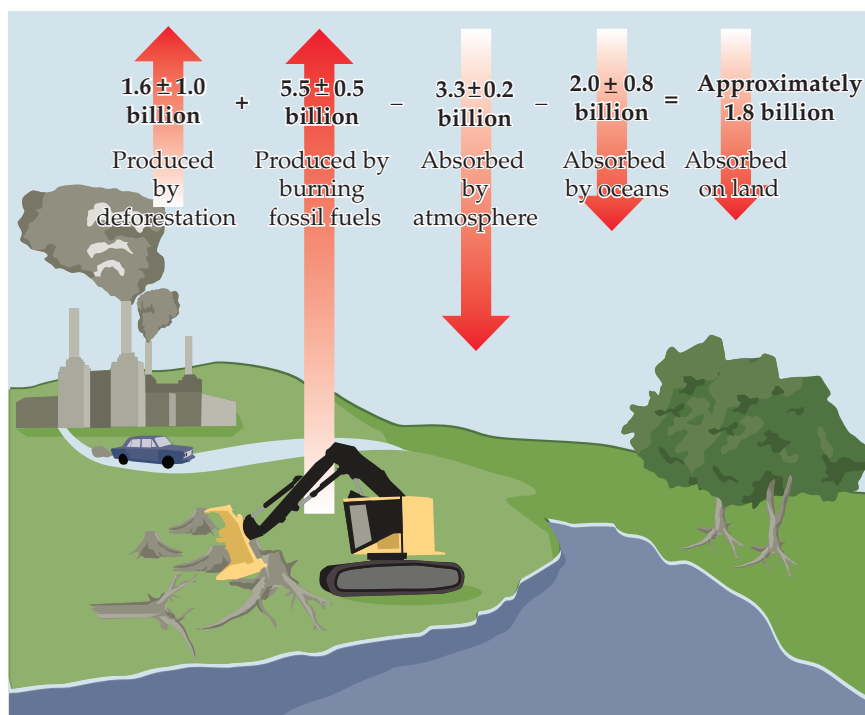 1.6 ± 1.0
billion
Produced
by
deforestation
+
5.5 ± 0.5
billion
Produced by
burning
fossil fuels
–
3.3±0.2
billion
Absorbed
by
atmosphere
–
2.0 ± 0.8
billion
Absorbed
by oceans
=
Approximately
1.8 billion
Absorbed
on land